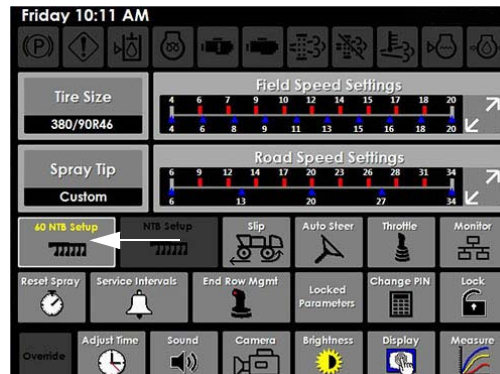 Friday 10:11 AM
Tire Size
380/90R46
Field Speed Settings
4 6 7 9 10 12 14 15 17 18 20
4 6 8 9 11 13 15 16 18 20
Spray Tip
Custom
Road Speed Settings
6 9 12 14 17 20 23 26 28 31 34
6 13 20 27 34
60 NTB Setup
NTB Setup
Slip
Auto Steer
Throttle
Monitor
Reset Spray
Service Intervals
End Row Mgmt
Locked
Parameters
Change PIN
Lock
Override
Adjust Time
Sound
Camera
Brightness
Display
Measure